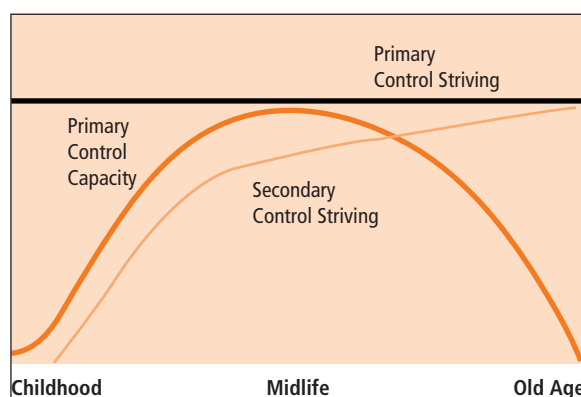 Primary
Control Striving
Primary
Control
Capacity
Secondary
Control Striving
Childhood Midlife Old Age